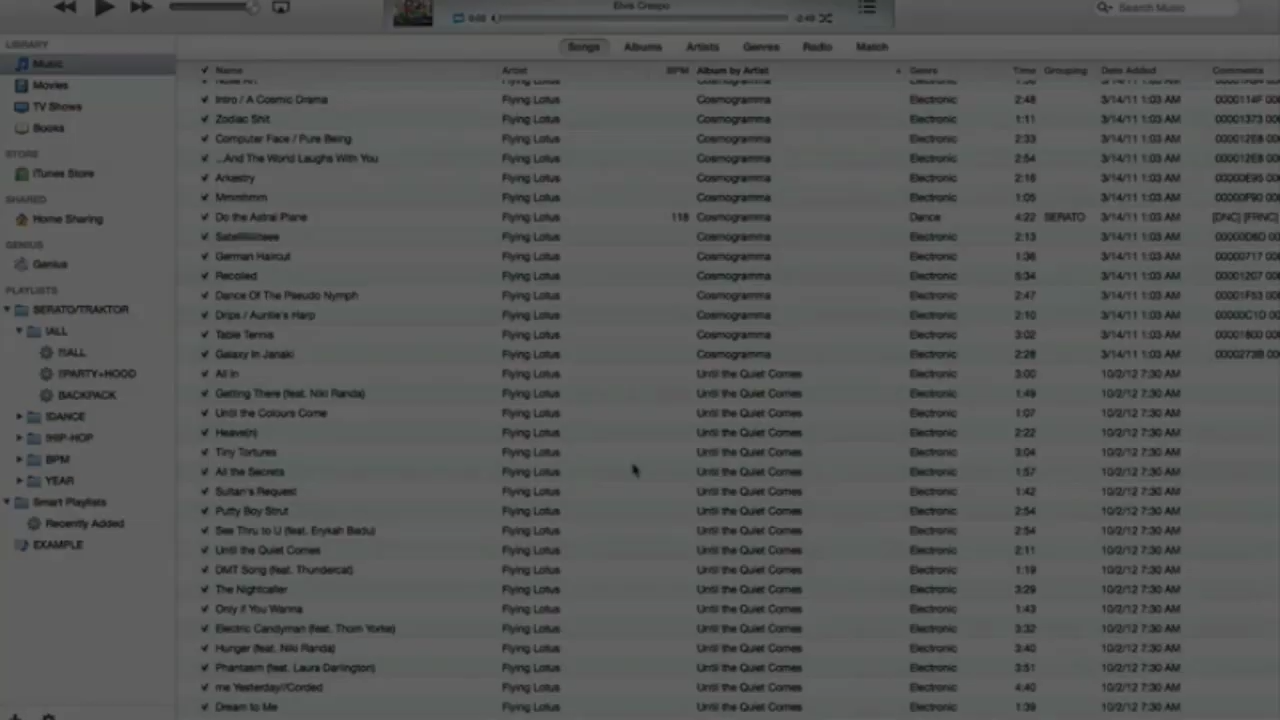 Elvis Crespo
0:00 -2:49 Search Music
Songs Albums Artists Genres Radio Match
LIBRARY
Music
Movies
TV Shows
Books
STORE
iTunes Store
SHARED
Home Sharing
GENIUS
Genius
PLAYLISTS
SERATO/TRAKTOR
!ALL
!!ALL
!!PARTY+HOOD
BACKPACK
!DANCE
!HIP-HOP
BPM
YEAR
Smart Playlists
Recently Added
EXAMPLE
Name Artist BPM Album by Artist Genre Time Grouping Date Added Comments
Flying Lotus Cosmogramma Electronic 3/14/11 1:03 AM
Intro / A Cosmic Drama Flying Lotus Cosmogramma Electronic 2:48 3/14/11 1:03 AM 0000114F
Zodiac Shit Flying Lotus Cosmogramma Electronic 1:11 3/14/11 1:03 AM 00001373
Computer Face / Pure Being Flying Lotus Cosmogramma Electronic 2:33 3/14/11 1:03 AM
...And The World Laughs With You Flying Lotus Cosmogramma Electronic 2:54 3/14/11 1:03 AM
Arkestry Flying Lotus Cosmogramma Electronic 3/14/11 1:03 AM 00000E95
Mmmhmm Flying Lotus Cosmogramma Electronic 1:05 3/14/11 1:03 AM 00000F90
Do the Astral Plane Flying Lotus 118 Cosmogramma Dance 4:22 SERATO 3/14/11 1:03 AM [DNC] [FRNC]
Flying Lotus Cosmogramma Electronic 2:13 3/14/11 1:03 AM
German Haircut Flying Lotus Cosmogramma Electronic 3/14/11 1:03 AM 00000717
Recoiled Flying Lotus Cosmogramma Electronic 3/14/11 1:03 AM 00001207
Dance Of The Pseudo Nymph Flying Lotus Cosmogramma Electronic 2:47 3/14/11 1:03 AM 00001F53
Drips / Auntie's Harp Flying Lotus Cosmogramma Electronic 2:10 3/14/11 1:03 AM 00000C1D
Table Tennis Flying Lotus Cosmogramma Electronic 3:02 3/14/11 1:03 AM
Galaxy In Janaki Flying Lotus Cosmogramma Electronic 2:28 3/14/11 1:03 AM 0000273B
All In Flying Lotus Until the Quiet Comes Electronic 3:00 10/2/12 7:30 AM
Getting There (feat. Niki Randa) Flying Lotus Until the Quiet Comes Electronic 1:49 10/2/12 7:30 AM
Until the Colours Come Flying Lotus Until the Quiet Comes Electronic 1:07 10/2/12 7:30 AM
Heave(n) Flying Lotus Until the Quiet Comes Electronic 2:22 10/2/12 7:30 AM
Tiny Tortures Flying Lotus Until the Quiet Comes Electronic 3:04 10/2/12 7:30 AM
All the Secrets Flying Lotus Until the Quiet Comes Electronic 1:57 10/2/12 7:30 AM
Sultan's Request Flying Lotus Until the Quiet Comes Electronic 1:42 10/2/12 7:30 AM
Putty Boy Strut Flying Lotus Until the Quiet Comes Electronic 2:54 10/2/12 7:30 AM
See Thru to U (feat. Erykah Badu) Flying Lotus Until the Quiet Comes Electronic 2:54 10/2/12 7:30 AM
Until the Quiet Comes Flying Lotus Until the Quiet Comes Electronic 2:11 10/2/12 7:30 AM
DMT Song (feat. Thundercat) Flying Lotus Until the Quiet Comes Electronic 1:19 10/2/12 7:30 AM
The Nightcaller Flying Lotus Until the Quiet Comes Electronic 3:29 10/2/12 7:30 AM
Only if You Wanna Flying Lotus Until the Quiet Comes Electronic 1:43 10/2/12 7:30 AM
Electric Candyman (feat. Thom Yorke) Flying Lotus Until the Quiet Comes Electronic 3:32 10/2/12 7:30 AM
Hunger (feat. Niki Randa) Flying Lotus Until the Quiet Comes Electronic 3:40 10/2/12 7:30 AM
Phantasm (feat. Laura Darlington) Flying Lotus Until the Quiet Comes Electronic 3:51 10/2/12 7:30 AM
me Yesterday//Corded Flying Lotus Until the Quiet Comes Electronic 4:40 10/2/12 7:30 AM
Dream to Me Flying Lotus Until the Quiet Comes Electronic 1:39 10/2/12 7:30 AM